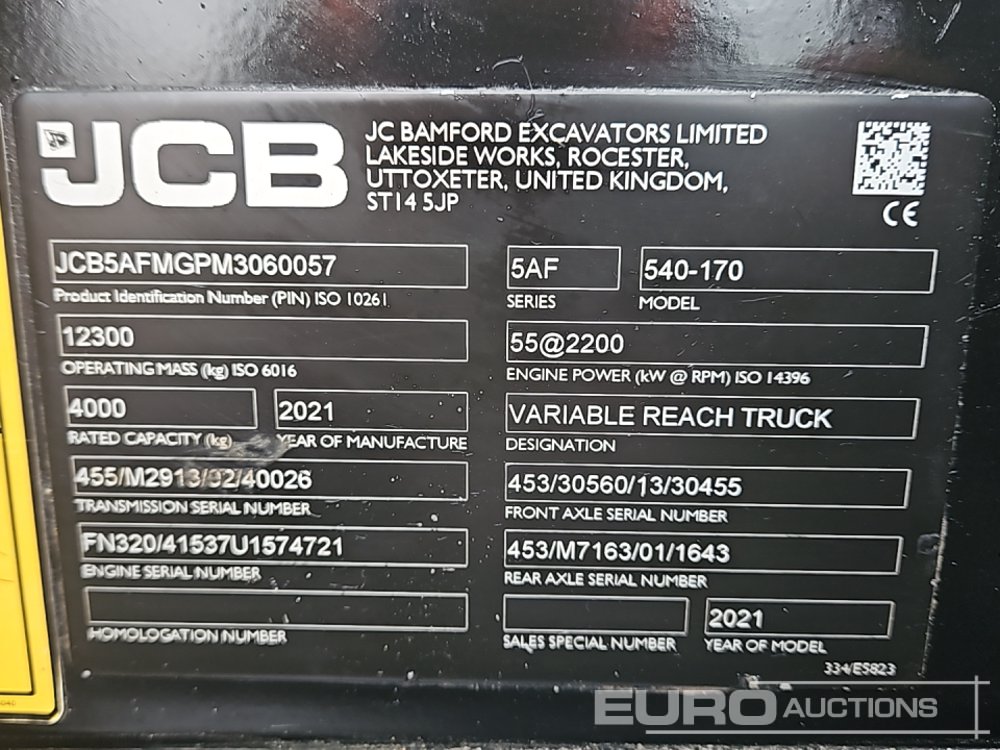 JCB
JC BAMFORD EXCAVATORS LIMITED
LAKESIDE WORKS, ROCESTER,
UTTOXETER, UNITED KINGDOM,
ST14 5JP
CE
JCB5AFMGPM3060057
Product Identification Number (PIN) ISO 10261
5AF
SERIES
540-170
MODEL
12300
OPERATING MASS (kg) ISO 6016
55@2200
ENGINE POWER (kW @ RPM) ISO 14396
4000
RATED CAPACITY (kg)
2021
YEAR OF MANUFACTURE
VARIABLE REACH TRUCK
DESIGNATION
455/M2913/02/40026
TRANSMISSION SERIAL NUMBER
453/30560/13/30455
FRONT AXLE SERIAL NUMBER
FN320/41537U1574721
ENGINE SERIAL NUMBER
453/M7163/01/1643
REAR AXLE SERIAL NUMBER
HOMOLOGATION NUMBER
SALES SPECIAL NUMBER
2021
YEAR OF MODEL
334/E5823
EURO AUCTIONS